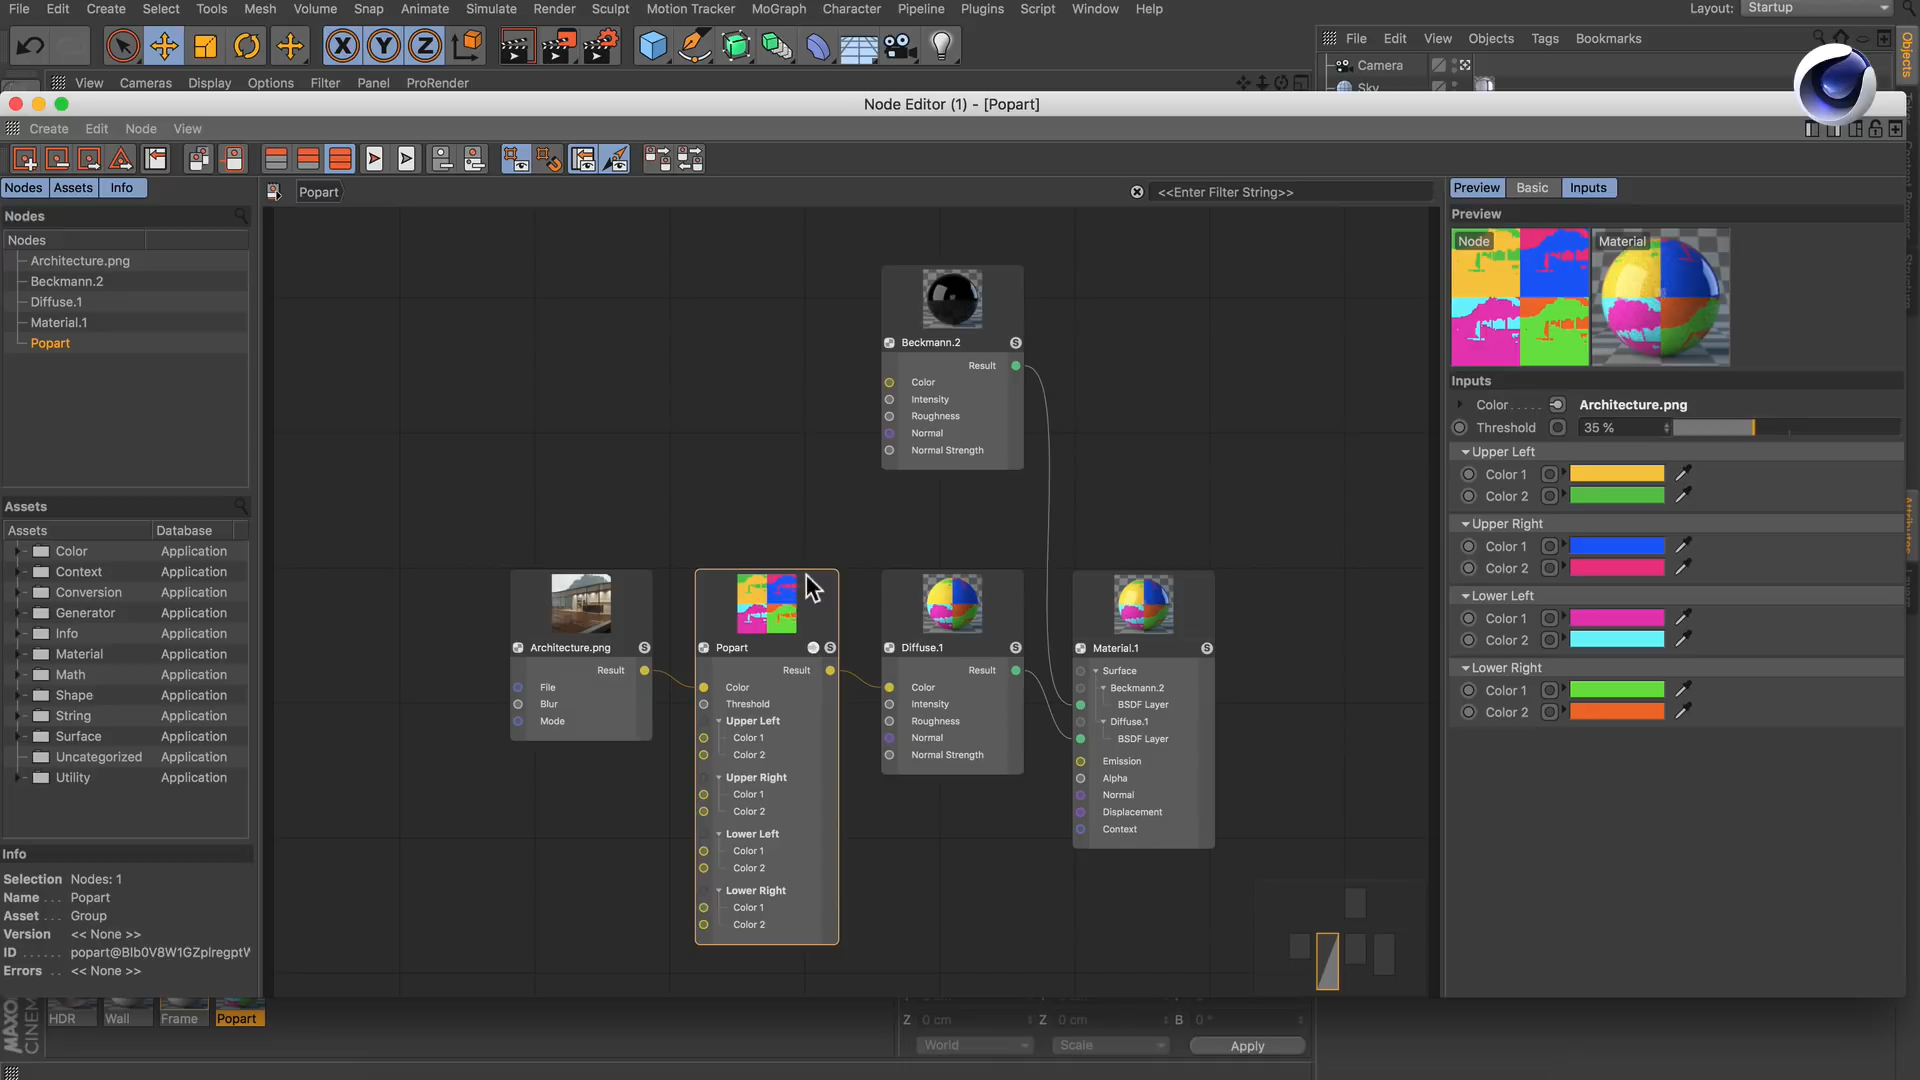 File Edit Create Select Tools Mesh Volume Snap Animate Simulate Render Sculpt Motion Tracker MoGraph Character Pipeline Plugins Script Window Help
Layout: Startup
X Y Z
File Edit View Objects Tags Bookmarks
Objects
Camera
Sky
View Cameras Display Options Filter Panel ProRender
Node Editor (1) - [Popart]
Create Edit Node View
Nodes Assets Info
Popart
<<Enter Filter String>>
Preview Basic Inputs
Nodes
Nodes
Architecture.png
Beckmann.2
Diffuse.1
Material.1
Popart
Assets
Assets Database
Color Application
Context Application
Conversion Application
Generator Application
Info Application
Material Application
Math Application
Shape Application
String Application
Surface Application
Uncategorized Application
Utility Application
Info
Selection Nodes: 1
Name . . . . Popart
Asset . . . Group
Version << None >>
ID . . . . . . popart@BIb0V8W1GZplregptW
Errors . . << None >>
Beckmann.2 S
Result
Color
Intensity
Roughness
Normal
Normal Strength
Architecture.png S
Result
File
Blur
Mode
Popart S
Result
Color
Threshold
Upper Left
Color 1
Color 2
Upper Right
Color 1
Color 2
Lower Left
Color 1
Color 2
Lower Right
Color 1
Color 2
Diffuse.1 S
Result
Color
Intensity
Roughness
Normal
Normal Strength
Material.1 S
Surface
Beckmann.2
BSDF Layer
Diffuse.1
BSDF Layer
Emission
Alpha
Normal
Displacement
Context
Preview
Node Material
Inputs
Color . . . . . Architecture.png
Threshold 35 %
Upper Left
Color 1
Color 2
Upper Right
Color 1
Color 2
Lower Left
Color 1
Color 2
Lower Right
Color 1
Color 2
HDR Wall Frame Popart
Z 0 cm Z 0 cm B 0 °
World Scale Apply